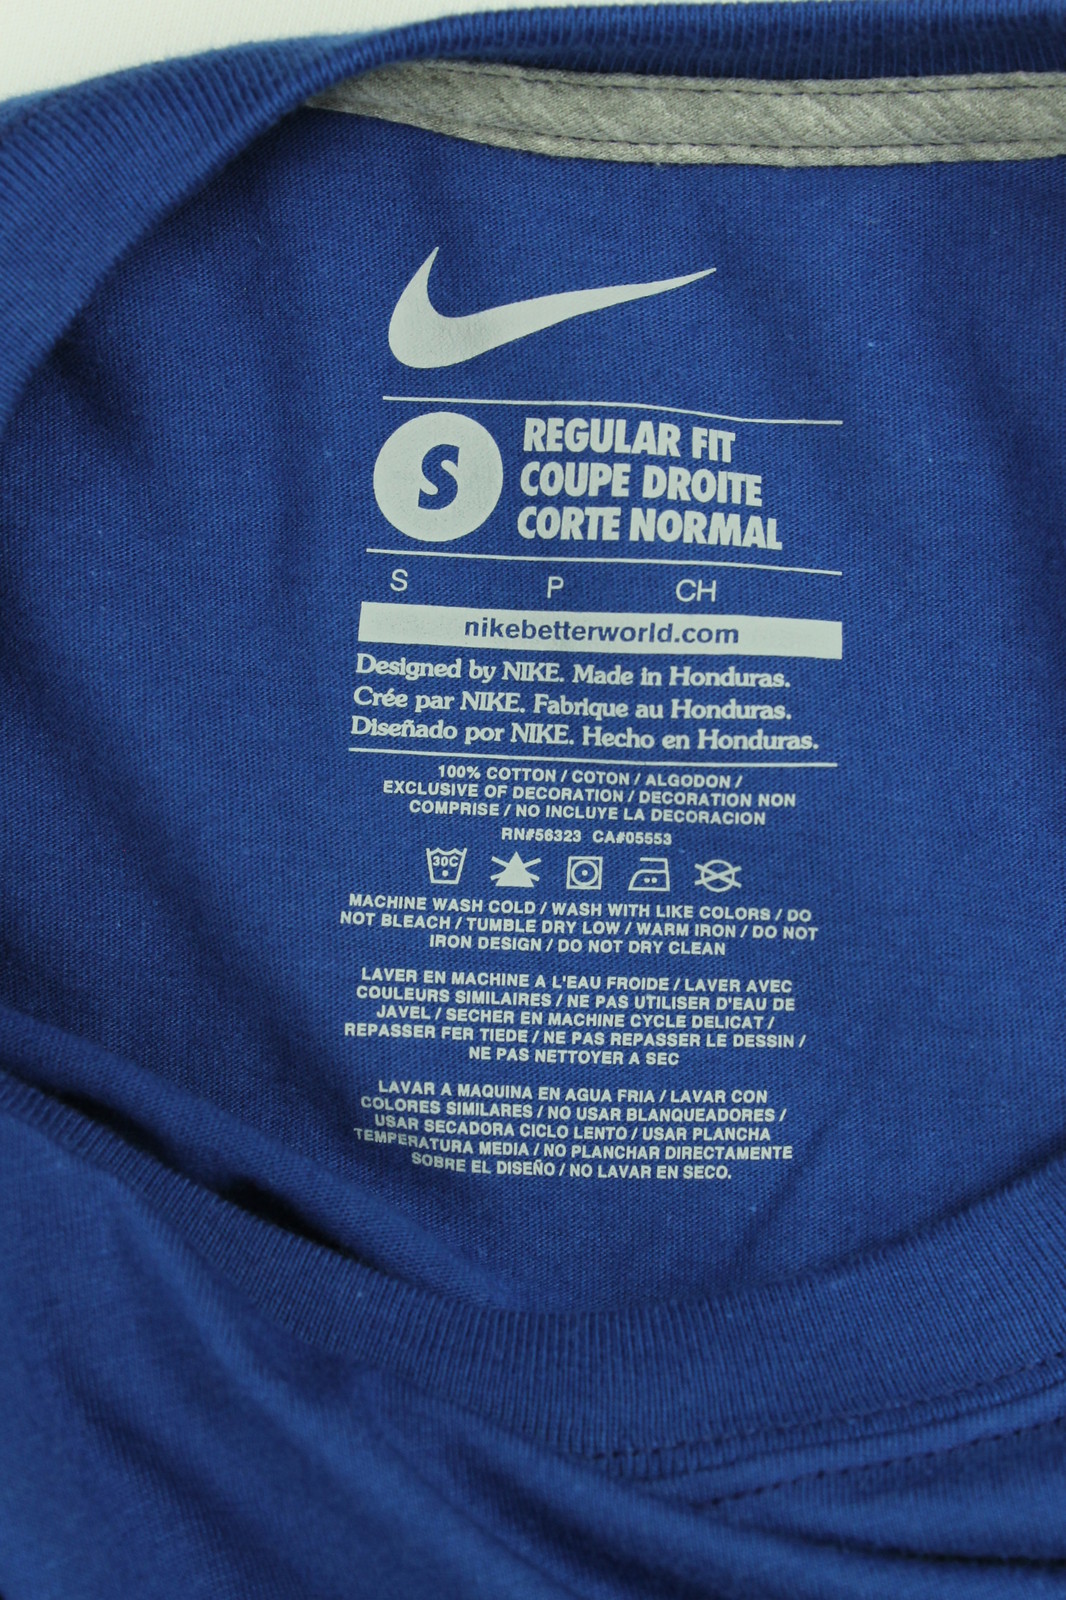 S
REGULAR FIT
COUPE DROITE
CORTE NORMAL
S P CH
nikebetterworld.com
Designed by NIKE. Made in Honduras.
Crée par NIKE. Fabrique au Honduras.
Diseñado por NIKE. Hecho en Honduras.
100% COTTON / COTON / ALGODON /
EXCLUSIVE OF DECORATION / DECORATION NON
COMPRISE / NO INCLUYE LA DECORACION
RN#56323 CA#05553
30C
MACHINE WASH COLD / WASH WITH LIKE COLORS / DO
NOT BLEACH / TUMBLE DRY LOW / WARM IRON / DO NOT
IRON DESIGN / DO NOT DRY CLEAN
LAVER EN MACHINE A L'EAU FROIDE / LAVER AVEC
COULEURS SIMILAIRES / NE PAS UTILISER D'EAU DE
JAVEL / SECHER EN MACHINE CYCLE DELICAT /
REPASSER FER TIEDE / NE PAS REPASSER LE DESSIN /
NE PAS NETTOYER A SEC
LAVAR A MAQUINA EN AGUA FRIA / LAVAR CON
COLORES SIMILARES / NO USAR BLANQUEADORES /
USAR SECADORA CICLO LENTO / USAR PLANCHA
TEMPERATURA MEDIA / NO PLANCHAR DIRECTAMENTE
SOBRE EL DISEÑO / NO LAVAR EN SECO.